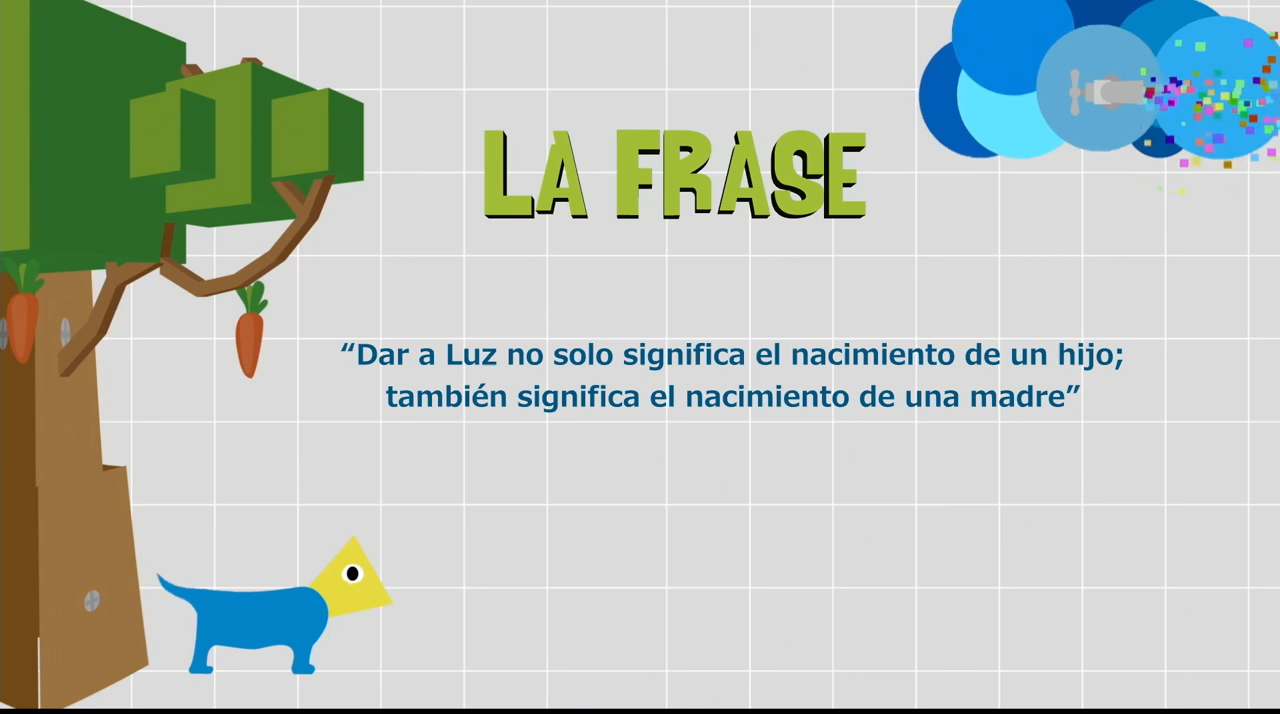 LA FRASE
“Dar a Luz no solo significa el nacimiento de un hijo;
también significa el nacimiento de una madre”